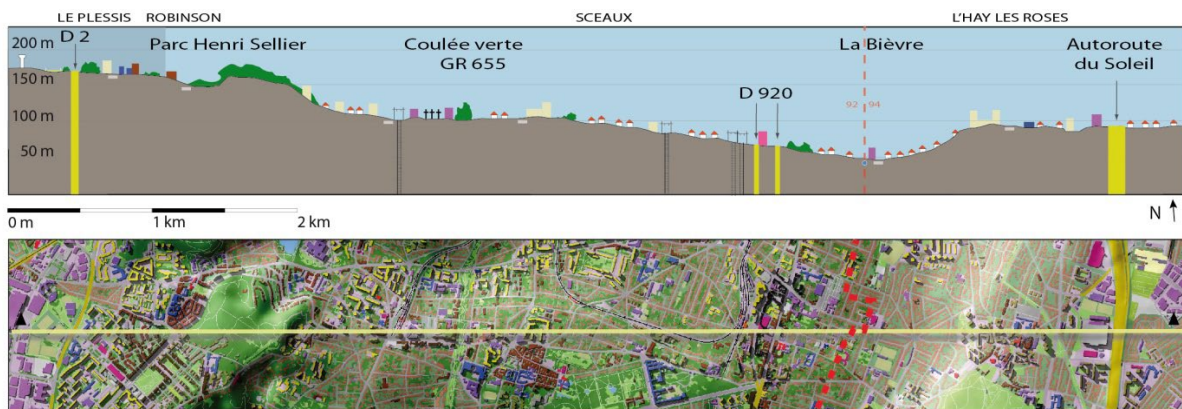 LE PLESSIS ROBINSON SCEAUX L'HAY LES ROSES
200 m
D 2
Parc Henri Sellier
Coulée verte
GR 655
La Bièvre
Autoroute
du Soleil
150 m
100 m
D 920
92 94
50 m
0 m 1 km 2 km
N